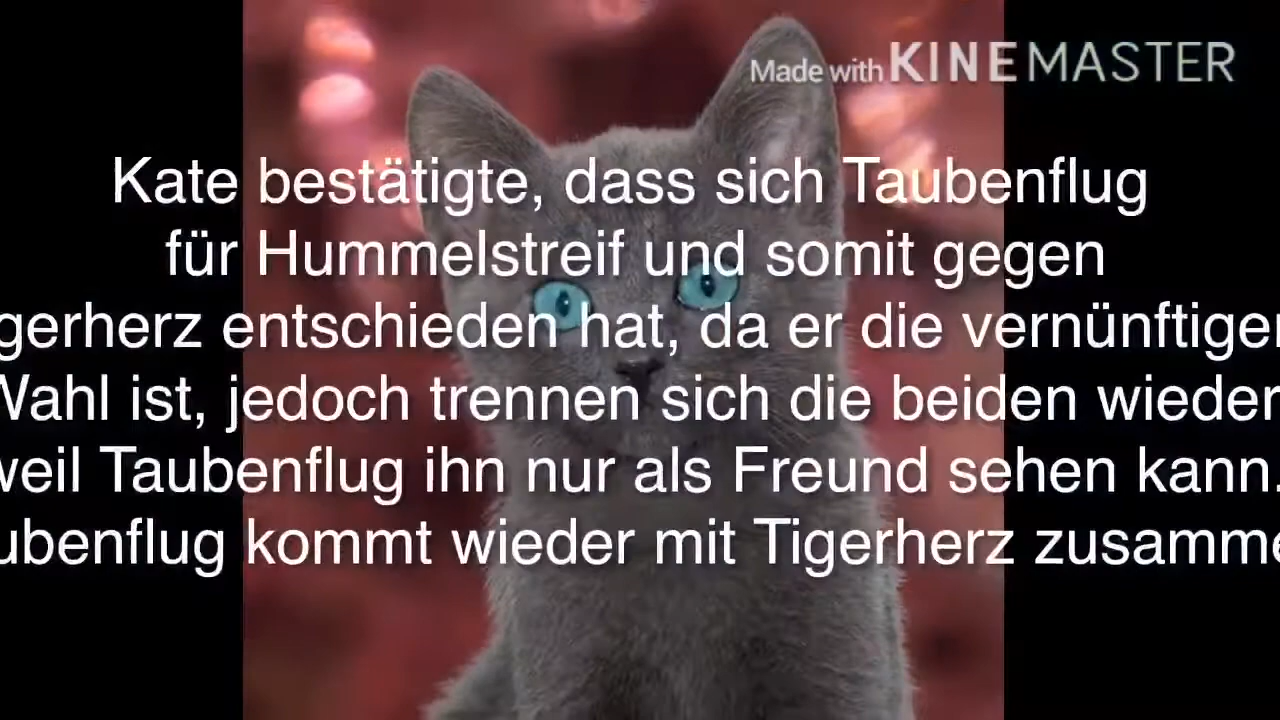 Made with KINEMASTER
Kate bestätigte, dass sich Taubenflug
für Hummelstreif und somit gegen
gerherz entschieden hat, da er die vernünftiger
Wahl ist, jedoch trennen sich die beiden wieder
weil Taubenflug ihn nur als Freund sehen kann.
ubenflug kommt wieder mit Tigerherz zusamme